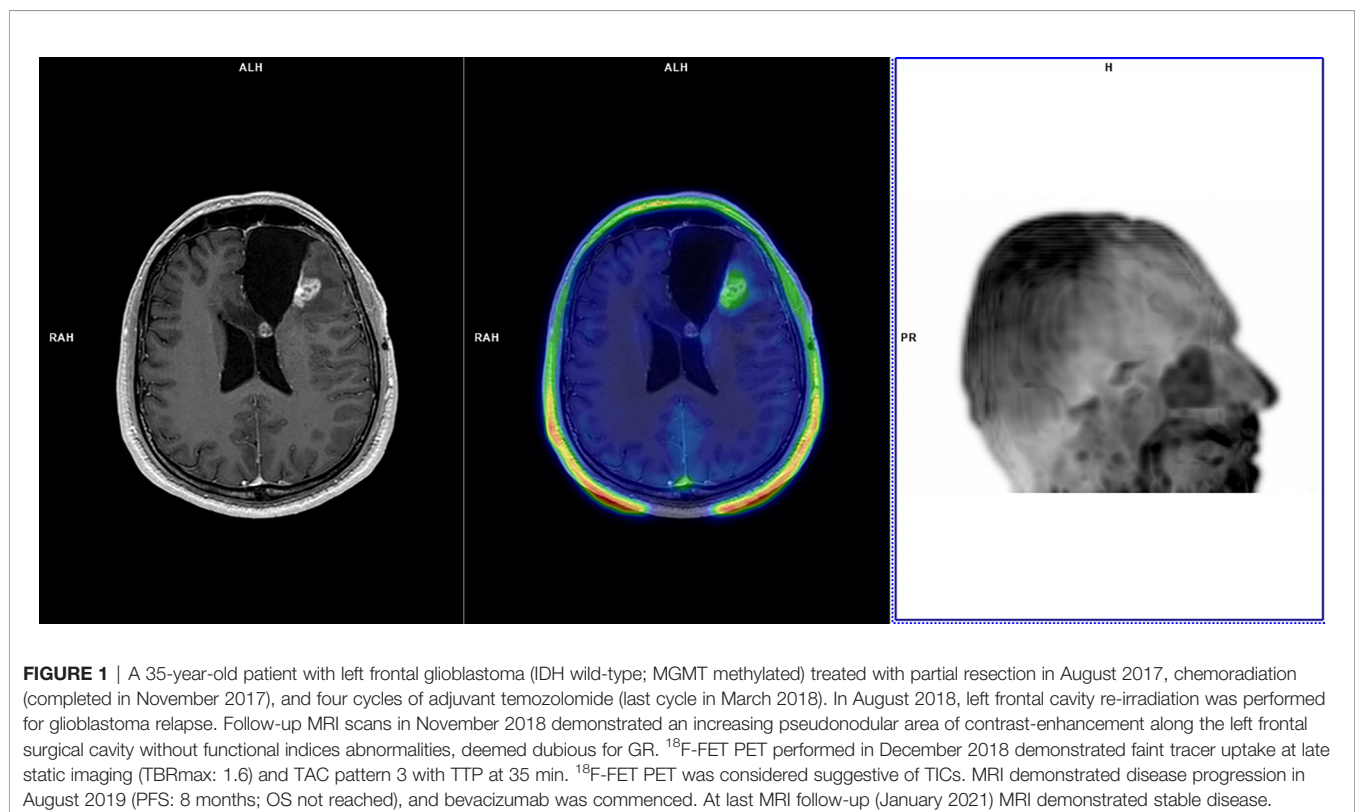 ALH
ALH
H
RAH
RAH
PR
FIGURE 1 | A 35-year-old patient with left frontal glioblastoma (IDH wild-type; MGMT methylated) treated with partial resection in August 2017, chemoradiation
(completed in November 2017), and four cycles of adjuvant temozolomide (last cycle in March 2018). In August 2018, left frontal cavity re-irradiation was performed
for glioblastoma relapse. Follow-up MRI scans in November 2018 demonstrated an increasing pseudonodular area of contrast-enhancement along the left frontal
surgical cavity without functional indices abnormalities, deemed dubious for GR. ¹⁸F-FET PET performed in December 2018 demonstrated faint tracer uptake at late
static imaging (TBRmax: 1.6) and TAC pattern 3 with TTP at 35 min. ¹⁸F-FET PET was considered suggestive of TICs. MRI demonstrated disease progression in
August 2019 (PFS: 8 months; OS not reached), and bevacizumab was commenced. At last MRI follow-up (January 2021) MRI demonstrated stable disease.